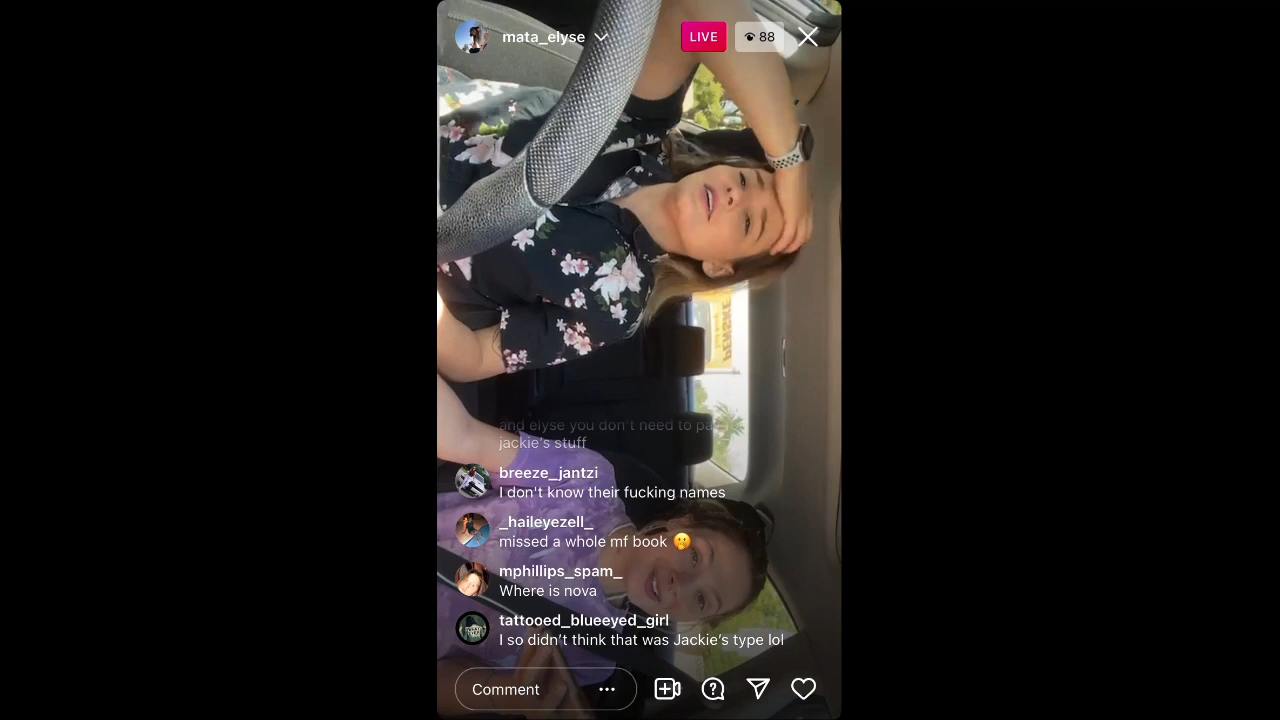 mata_elyse
LIVE
88
PENSKE
and elyse you don't need to pa
jackie's stuff
breeze_jantzi
I don't know their fucking names
_haileyezell_
missed a whole mf book 🤫
mphillips_spam_
Where is nova
tattooed_blueeyed_girl
I so didn't think that was Jackie's type lol
Comment